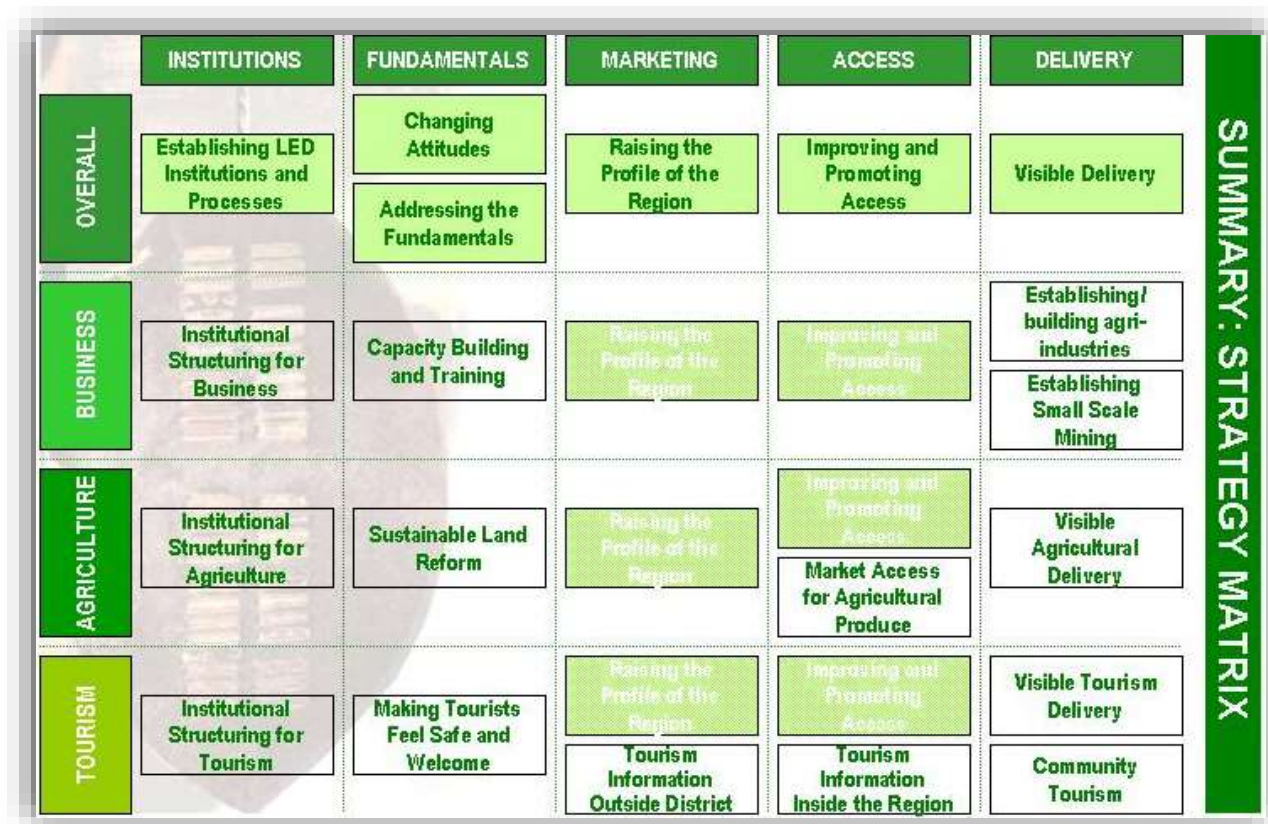 INSTITUTIONS
FUNDAMENTALS
MARKETING
ACCESS
DELIVERY
SUMMARY: STRATEGY MATRIX
OVERALL
Establishing LED
Institutions and
Processes
Changing
Attitudes
Addressing the
Fundamentals
Raising the
Profile of the
Region
Improving and
Promoting
Access
Visible Delivery
BUSINESS
Institutional
Structuring for
Business
Capacity Building
and Training
Raising the
Profile of the
Region
Improving and
Promoting
Access
Establishing/
building agri-
industries
Establishing
Small Scale
Mining
AGRICULTURE
Institutional
Structuring for
Agriculture
Sustainable Land
Reform
Raising the
Profile of the
Region
Improving and
Promoting
Access
Market Access
for Agricultural
Produce
Visible
Agricultural
Delivery
TOURISM
Institutional
Structuring for
Tourism
Making Tourists
Feel Safe and
Welcome
Raising the
Profile of the
Region
Tourism
Information
Outside District
Improving and
Promoting
Access
Tourism
Information
Inside the Region
Visible Tourism
Delivery
Community
Tourism